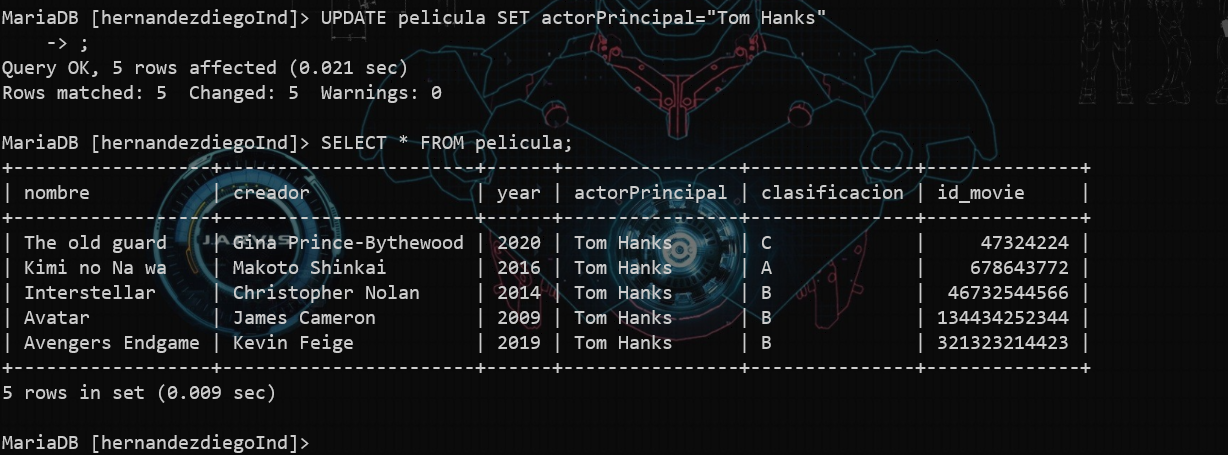 MariaDB [hernandezdiegoInd]> UPDATE pelicula SET actorPrincipal="Tom Hanks"
    -> ;
Query OK, 5 rows affected (0.021 sec)
Rows matched: 5  Changed: 5  Warnings: 0

MariaDB [hernandezdiegoInd]> SELECT * FROM pelicula;
+------------------+-----------------------+------+----------------+---------------+--------------+
| nombre           | creador               | year | actorPrincipal | clasificacion | id_movie     |
+------------------+-----------------------+------+----------------+---------------+--------------+
| The old guard    | Gina Prince-Bythewood | 2020 | Tom Hanks      | C             |     47324224 |
| Kimi no Na wa    | Makoto Shinkai        | 2016 | Tom Hanks      | A             |    678643772 |
| Interstellar     | Christopher Nolan     | 2014 | Tom Hanks      | B             |  46732544566 |
| Avatar           | James Cameron         | 2009 | Tom Hanks      | B             | 134434252344 |
| Avengers Endgame | Kevin Feige           | 2019 | Tom Hanks      | B             | 321323214423 |
+------------------+-----------------------+------+----------------+---------------+--------------+
5 rows in set (0.009 sec)

MariaDB [hernandezdiegoInd]>
J.A.R.V.I.S